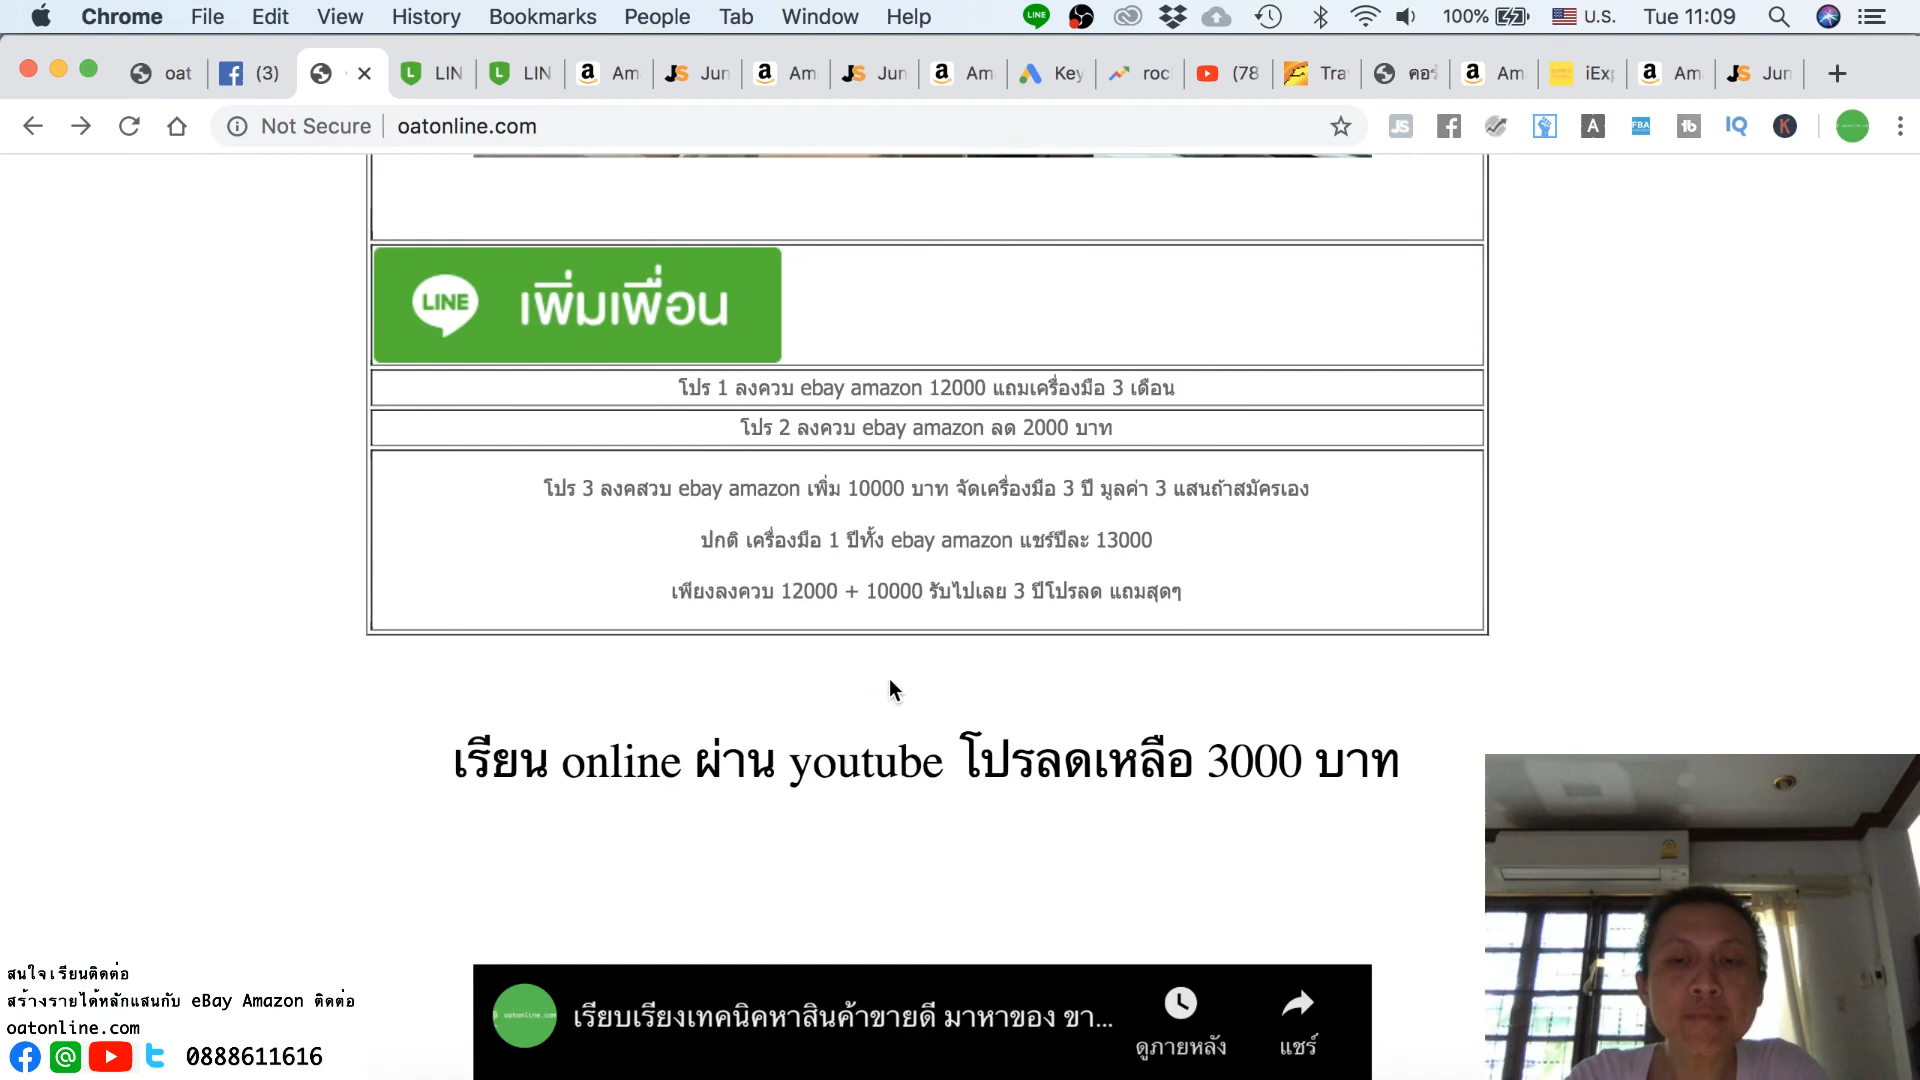 Chrome File Edit View History Bookmarks People Tab Window Help LINE 100% U.S. Tue 11:09
oat (3) LIN LIN a Am JS Jun a Am JS Jun a Am Key roc (78 Tra คอร์ a Am iExp a Am JS Jun
Not Secure oatonline.com JS A FBA tb IQ K
LINE เพิ่มเพื่อน
โปร 1 ลงควบ ebay amazon 12000 แถมเครื่องมือ 3 เดือน
โปร 2 ลงควบ ebay amazon ลด 2000 บาท
โปร 3 ลงคสวบ ebay amazon เพิ่ม 10000 บาท จัดเครื่องมือ 3 ปี มูลค่า 3 แสนถ้าสมัครเอง
ปกติ เครื่องมือ 1 ปีทั้ง ebay amazon แชร์ปีละ 13000
เพียงลงควบ 12000 + 10000 รับไปเลย 3 ปีโปรลด แถมสุดๆ
เรียน online ผ่าน youtube โปรลดเหลือ 3000 บาท
oatonline.com เรียบเรียงเทคนิคหาสินค้าขายดี มาหาของ ขา...
ดูภายหลัง แชร์
สนใจเรียนติดต่อ
สร้างรายได้หลักแสนกับ eBay Amazon ติดต่อ
oatonline.com
0888611616